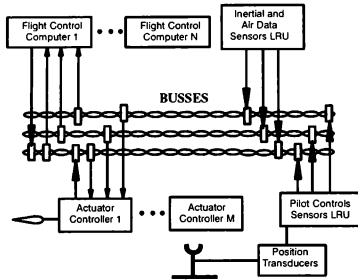 Flight Control
Computer 1
Flight Control
Computer N
Inertial and
Air Data
Sensors LRU
BUSSES
Actuator
Controller 1
Actuator
Controller M
Pilot Controls
Sensors LRU
Position
Transducers